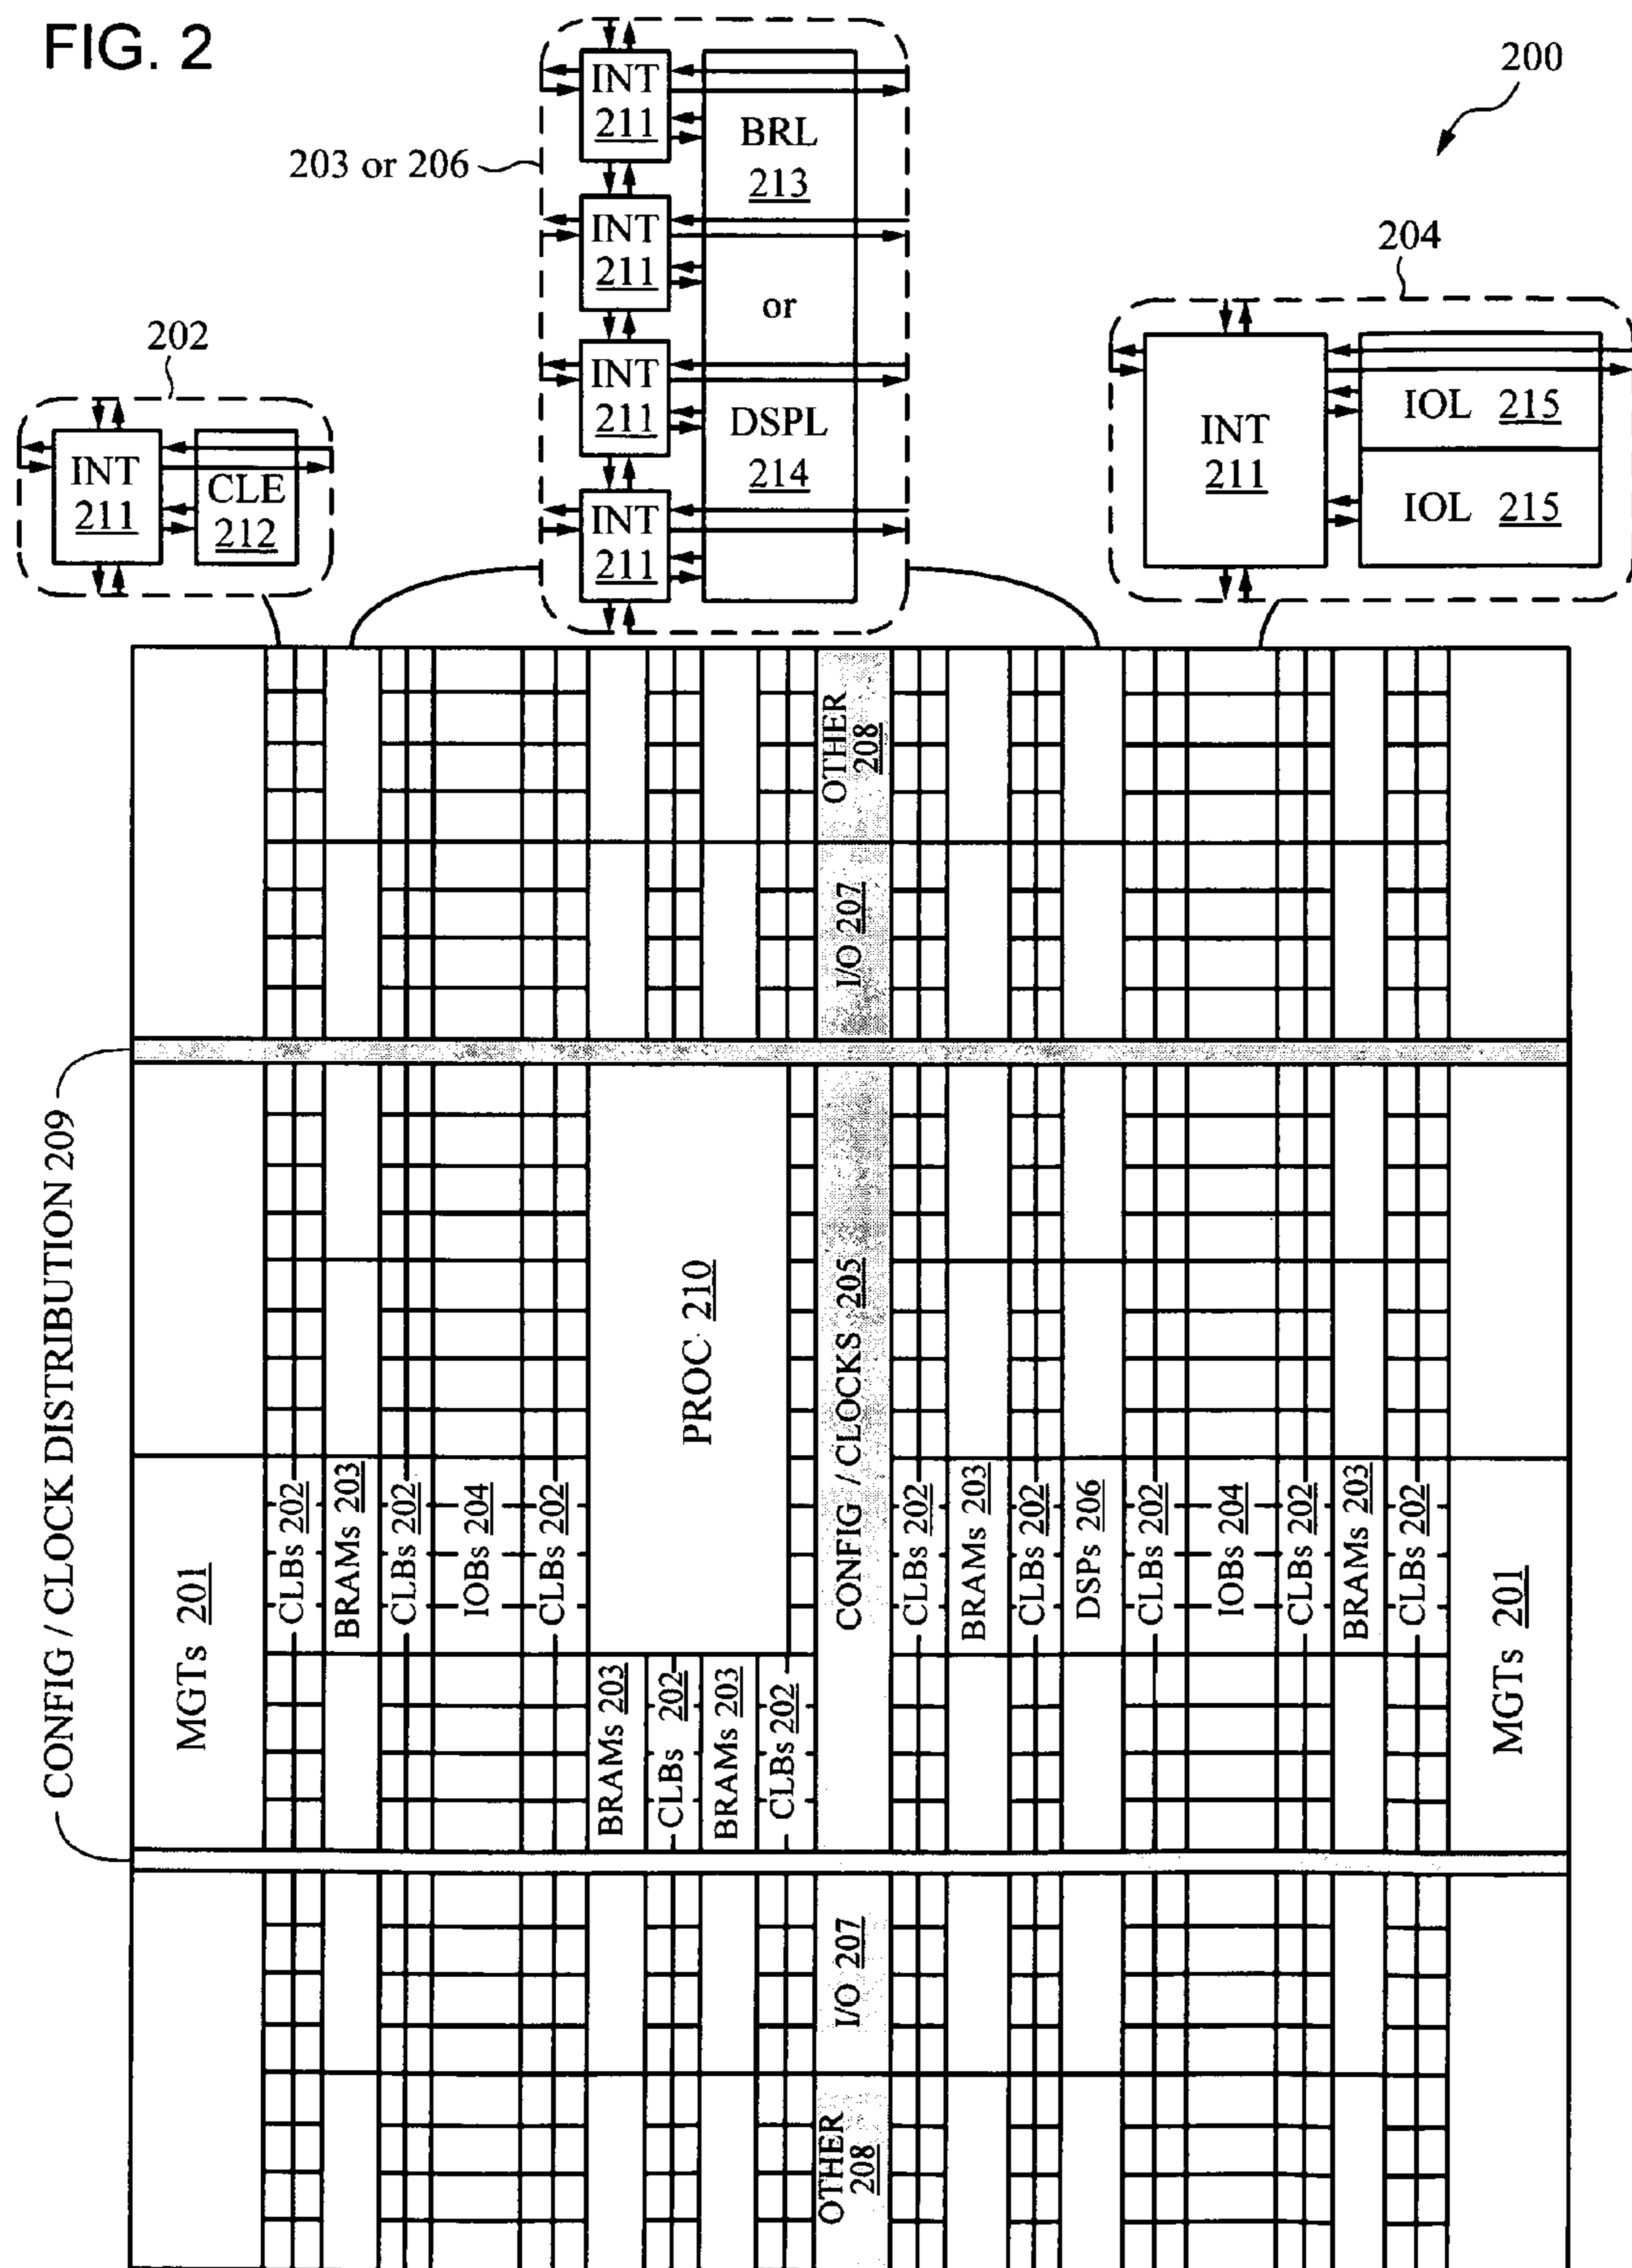 FIG. 2
200
203 or 206
INT
211
INT
211
INT
211
INT
211
BRL
213
or
DSPL
214
204
INT
211
IOL 215
IOL 215
202
INT
211
CLE
212
OTHER
208
I/O 207
CONFIG / CLOCK DISTRIBUTION 209
PROC 210
CONFIG / CLOCKS 205
MGTs 201
CLBs 202
BRAMs 203
CLBs 202
IOBs 204
CLBs 202
BRAMs 203
CLBs 202
BRAMs 203
CLBs 202
CLBs 202
BRAMs 203
CLBs 202
DSPs 206
CLBs 202
IOBs 204
CLBs 202
BRAMs 203
CLBs 202
MGTs 201
I/O 207
OTHER
208